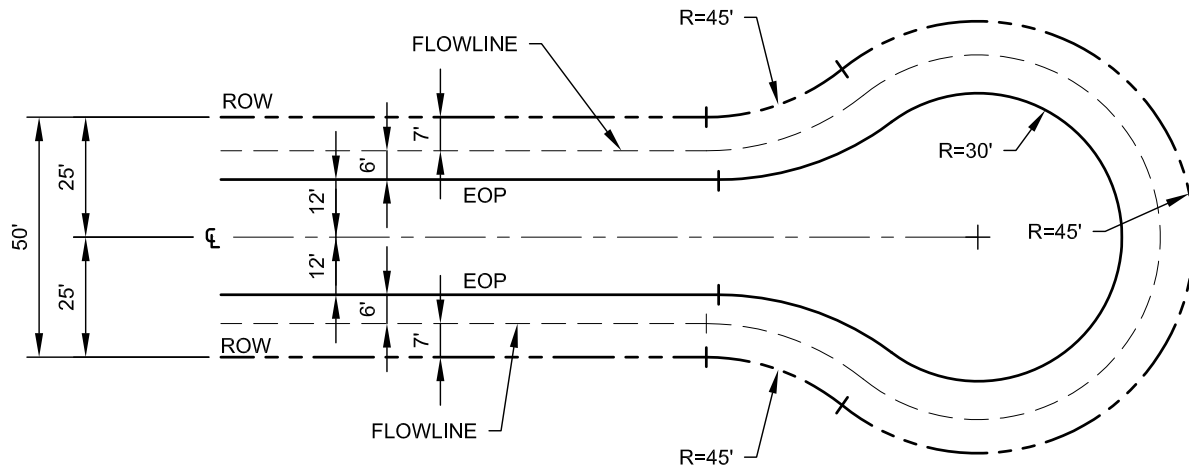 R=45'
FLOWLINE
ROW
7'
6'
25'
12'
EOP
50'
℄
R=30'
R=45'
12'
25'
EOP
6'
7'
ROW
FLOWLINE
R=45'